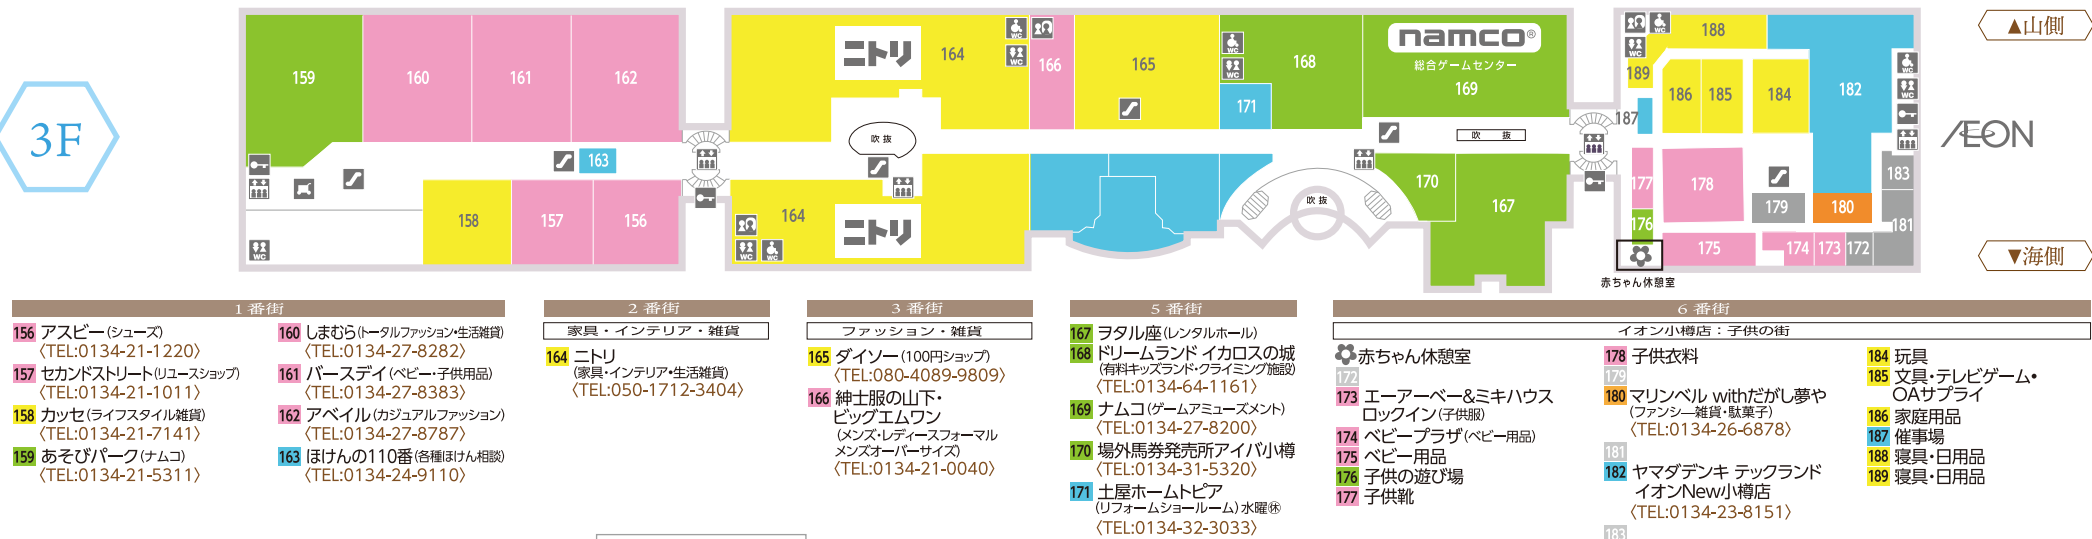 3F
▲山側
▼海側
159
160
161
162
ニトリ
164
166
165
168
171
namco®
総合ゲームセンター
169
188
189
186
185
184
182
187
ÆON
163
吹抜
吹抜
158
157
156
164
ニトリ
吹抜
170
167
177
178
179
180
183
181
176
175
174
173
172
赤ちゃん休憩室
WC
WC
WC
WC
WC
WC
WC
WC
WC
WC
WC
1番街
156 アスビー(シューズ)
〈TEL:0134-21-1220〉
157 セカンドストリート(リユースショップ)
〈TEL:0134-21-1011〉
158 カッセ(ライフスタイル雑貨)
〈TEL:0134-21-7141〉
159 あそびパーク(ナムコ)
〈TEL:0134-21-5311〉
160 しまむら(トータルファッション・生活雑貨)
〈TEL:0134-27-8282〉
161 バースデイ(ベビー・子供用品)
〈TEL:0134-27-8383〉
162 アベイル(カジュアルファッション)
〈TEL:0134-27-8787〉
163 ほけんの110番(各種ほけん相談)
〈TEL:0134-24-9110〉
2番街
家具・インテリア・雑貨
164 ニトリ
(家具・インテリア・生活雑貨)
〈TEL:050-1712-3404〉
3番街
ファッション・雑貨
165 ダイソー(100円ショップ)
〈TEL:080-4089-9809〉
166 紳士服の山下・
ビッグエムワン
(メンズ・レディースフォーマル
メンズオーバーサイズ)
〈TEL:0134-21-0040〉
5番街
167 ヲタル座(レンタルホール)
168 ドリームランド イカロスの城
(有料キッズランド・クライミング施設)
〈TEL:0134-64-1161〉
169 ナムコ(ゲームアミューズメント)
〈TEL:0134-27-8200〉
170 場外馬券発売所アイバ小樽
〈TEL:0134-31-5320〉
171 土屋ホームトピア
(リフォームショールーム)水曜㊡
〈TEL:0134-32-3033〉
6番街
イオン小樽店：子供の街
赤ちゃん休憩室
172
173 エーアーベー&ミキハウス
ロックイン(子供服)
174 ベビープラザ(ベビー用品)
175 ベビー用品
176 子供の遊び場
177 子供靴
178 子供衣料
179
180 マリンベル withだがし夢や
(ファンシー雑貨・駄菓子)
〈TEL:0134-26-6878〉
181
182 ヤマダデンキ テックランド
イオンNew小樽店
〈TEL:0134-23-8151〉
183
184 玩具
185 文具・テレビゲーム・
OAサプライ
186 家庭用品
187 催事場
188 寝具・日用品
189 寝具・日用品